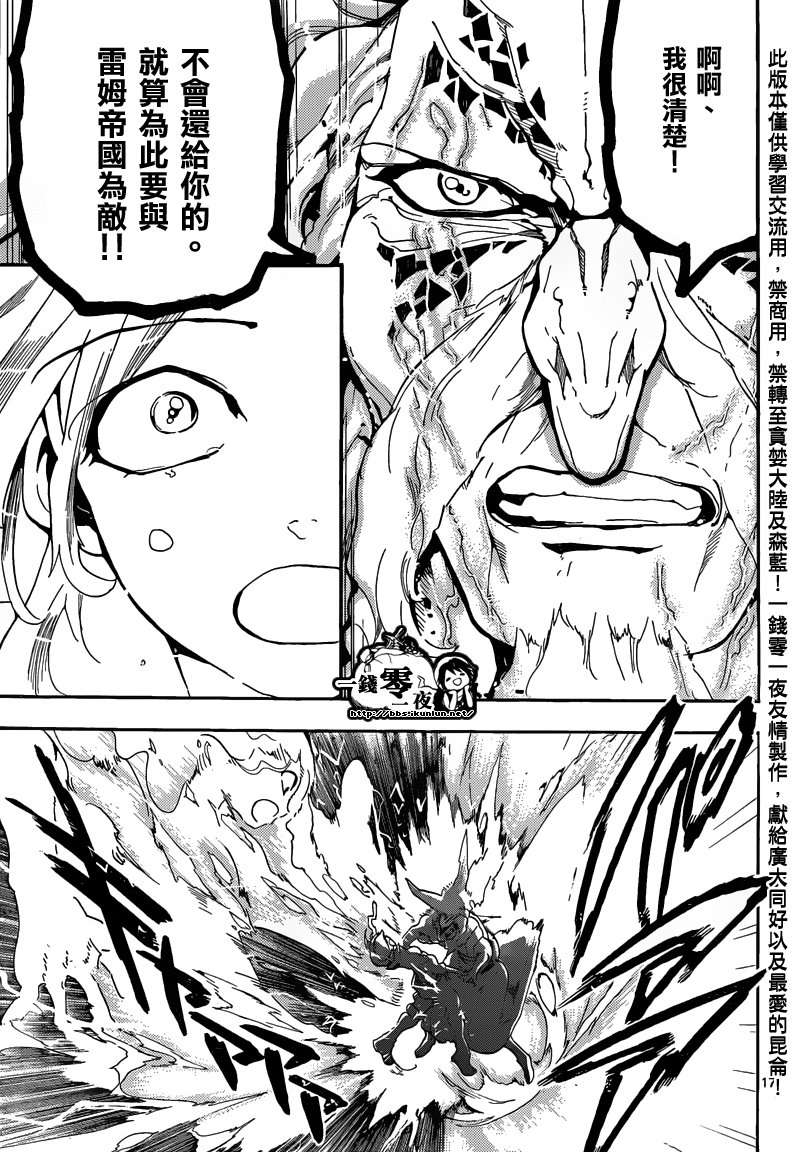 啊啊、
我很清楚！
不會還給你的。
就算為此要與
雷姆帝國為敵!!
一錢零一夜
http://bbs.ikunlun.net/
此版本僅供學習交流用，禁商用，禁轉至貪婪大陸及森藍！一錢零一夜友情製作，獻給廣大同好以及最愛的昆侖！
17